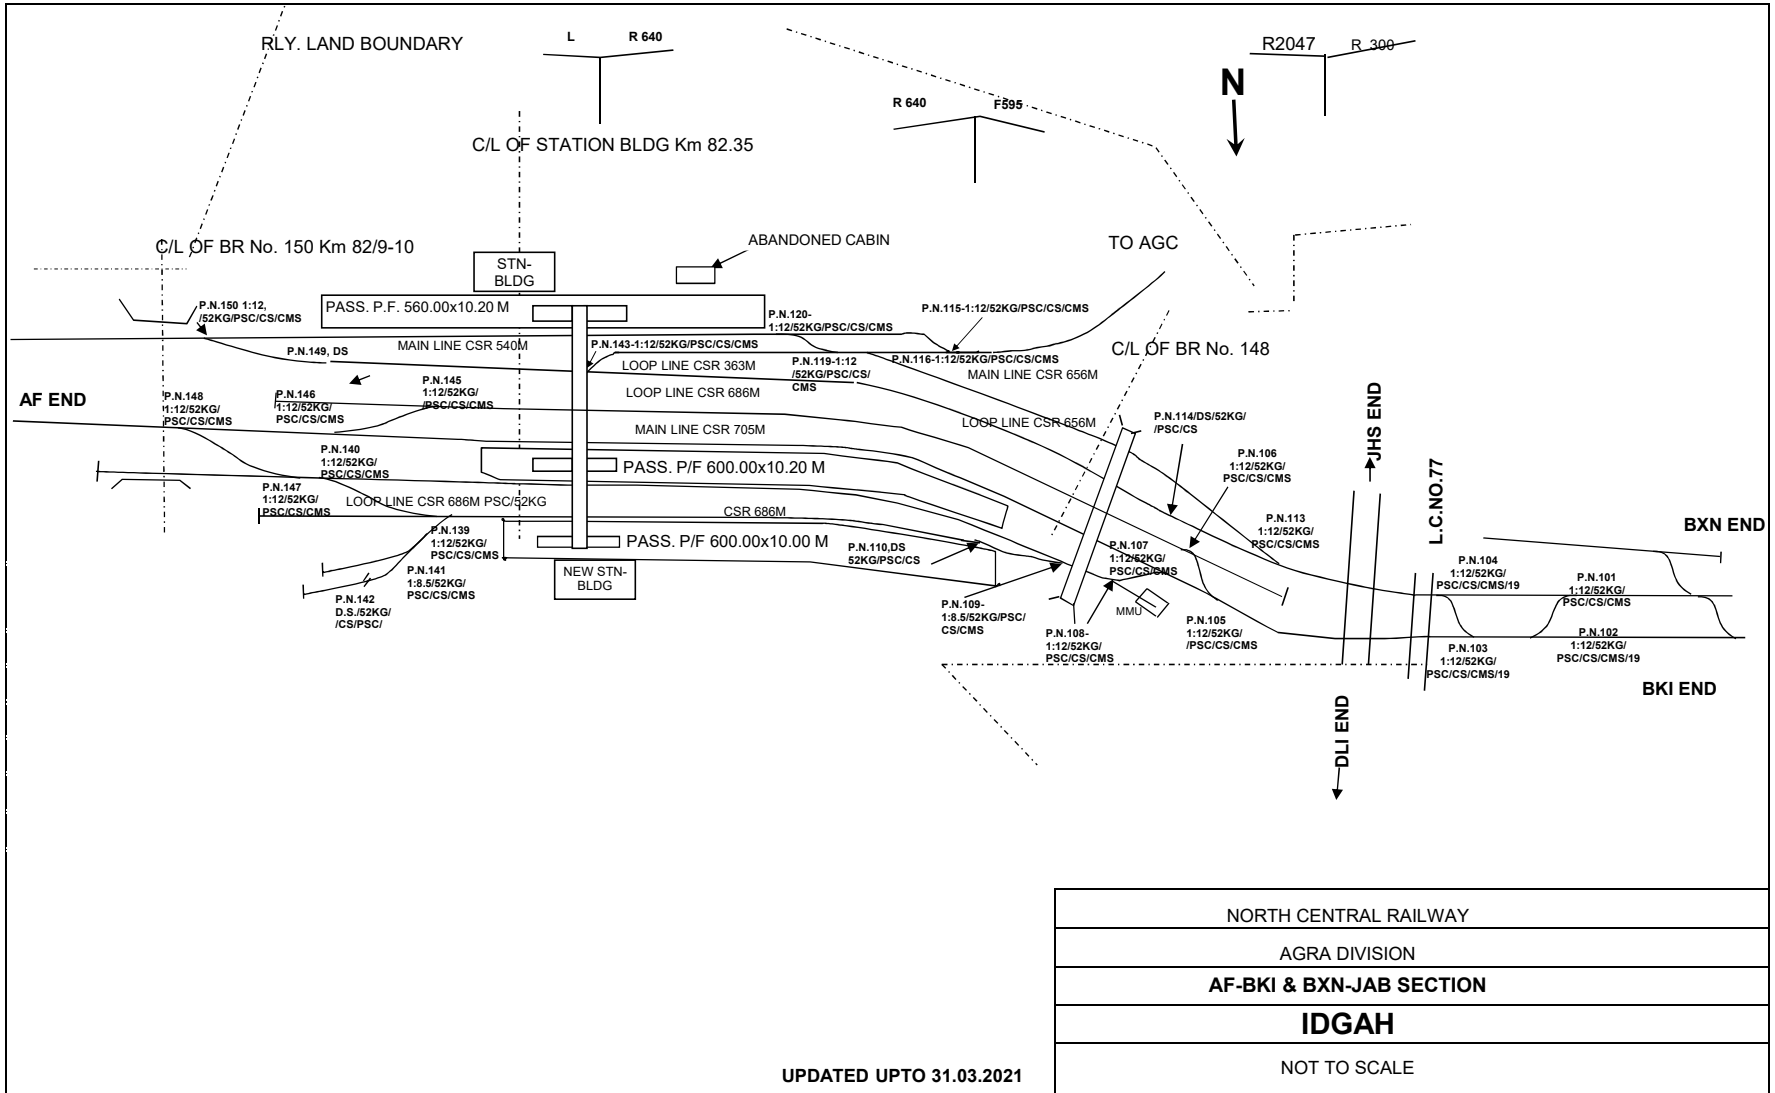 RLY. LAND BOUNDARY
L
R 640
R2047
R 300
N
R 640
F595
C/L OF STATION BLDG Km 82.35
C/L OF BR No. 150 Km 82/9-10
STN-
BLDG
ABANDONED CABIN
TO AGC
P.N.150 1:12,
/52KG/PSC/CS/CMS
PASS. P.F. 560.00x10.20 M
P.N.120-
1:12/52KG/PSC/CS/CMS
P.N.115-1:12/52KG/PSC/CS/CMS
P.N.149, DS
MAIN LINE CSR 540M
P.N.143-1:12/52KG/PSC/CS/CMS
LOOP LINE CSR 363M
P.N.119-1:12
/52KG/PSC/CS/
CMS
P.N.116-1:12/52KG/PSC/CS/CMS
MAIN LINE CSR 656M
C/L OF BR No. 148
AF END
P.N.148
1:12/52KG/
PSC/CS/CMS
P.N.146
1:12/52KG/
PSC/CS/CMS
P.N.145
1:12/52KG/
/PSC/CS/CMS
LOOP LINE CSR 686M
MAIN LINE CSR 705M
LOOP LINE CSR 656M
P.N.114/DS/52KG/
/PSC/CS
JHS END
P.N.140
1:12/52KG/
PSC/CS/CMS
PASS. P/F 600.00x10.20 M
P.N.106
1:12/52KG/
PSC/CS/CMS
L.C.NO.77
P.N.147
1:12/52KG/
PSC/CS/CMS
LOOP LINE CSR 686M PSC/52KG
CSR 686M
P.N.113
1:12/52KG/
PSC/CS/CMS
BXN END
P.N.139
1:12/52KG/
PSC/CS/CMS
PASS. P/F 600.00x10.00 M
P.N.110,DS
52KG/PSC/CS
P.N.107
1:12/52KG/
PSC/CS/CMS
P.N.104
1:12/52KG/
PSC/CS/CMS/19
P.N.101
1:12/52KG/
PSC/CS/CMS
P.N.141
1:8.5/52KG/
PSC/CS/CMS
NEW STN-
BLDG
P.N.142
D.S./52KG/
/CS/PSC/
P.N.109-
1:8.5/52KG/PSC/
CS/CMS
MMU
P.N.108-
1:12/52KG/
PSC/CS/CMS
P.N.105
1:12/52KG/
/PSC/CS/CMS
P.N.103
1:12/52KG/
PSC/CS/CMS/19
P.N.102
1:12/52KG/
PSC/CS/CMS/19
BKI END
DLI END
NORTH CENTRAL RAILWAY
AGRA DIVISION
AF-BKI & BXN-JAB SECTION
IDGAH
NOT TO SCALE
UPDATED UPTO 31.03.2021